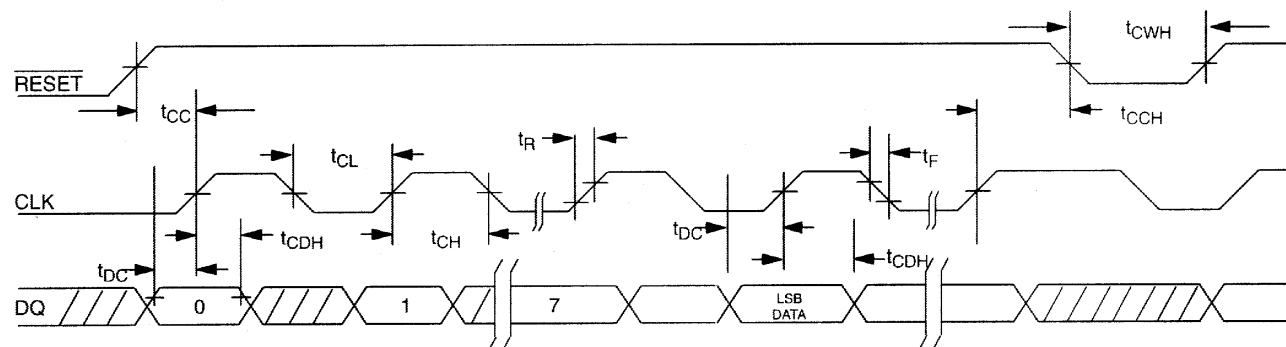 tCWH
RESET
tCC
tCCH
tCL
tR
tF
CLK
tCDH
tCH
tDC
tCDH
tDC
DQ
0
1
7
LSB
DATA